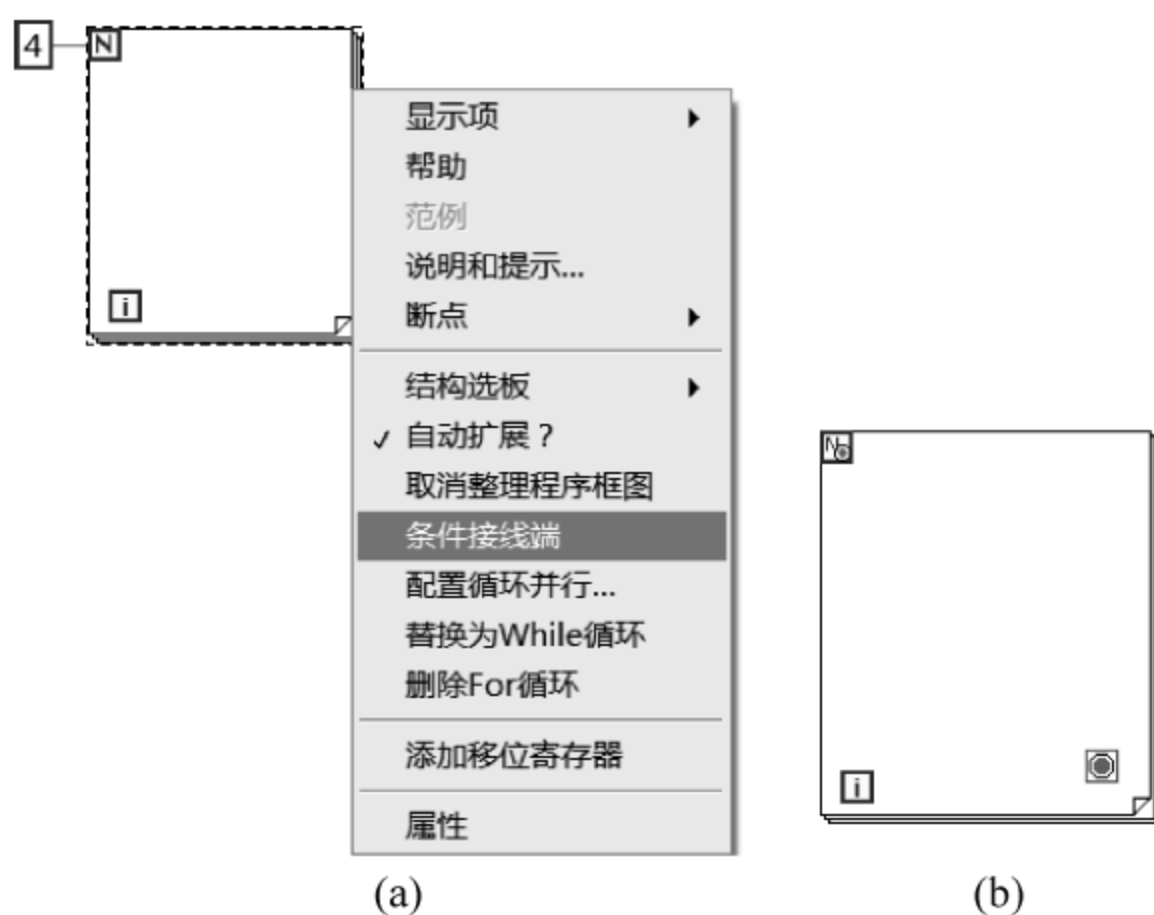 4 N
显示项
帮助
范例
说明和提示...
断点
i
结构选板
自动扩展？
取消整理程序框图
条件接线端
配置循环并行...
替换为While循环
删除For循环
添加移位寄存器
属性
N
i
(a)
(b)